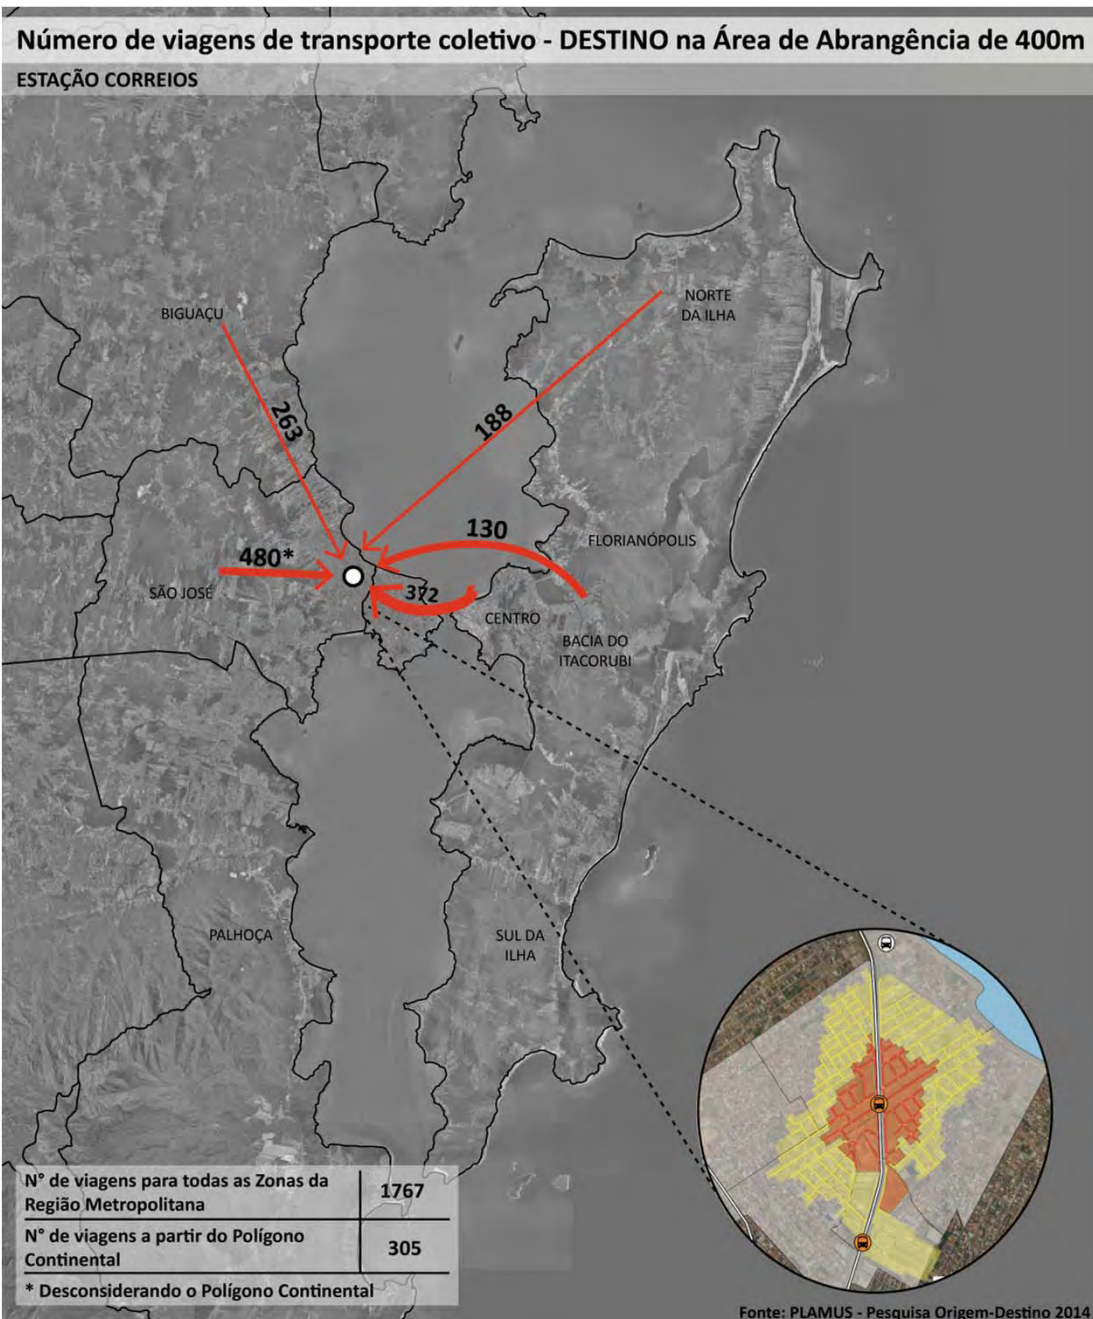 Número de viagens de transporte coletivo - DESTINO na Área de Abrangência de 400m
ESTAÇÃO CORREIOS
BIGUAÇU
NORTE
DA ILHA
263
188
130
480*
372
FLORIANÓPOLIS
SÃO JOSÉ
CENTRO
BACIA DO
ITACORUBI
PALHOÇA
SUL DA
ILHA
N° de viagens para todas as Zonas da
Região Metropolitana
1767
N° de viagens a partir do Polígono
Continental
305
* Desconsiderando o Polígono Continental
Fonte: PLAMUS - Pesquisa Origem-Destino 2014